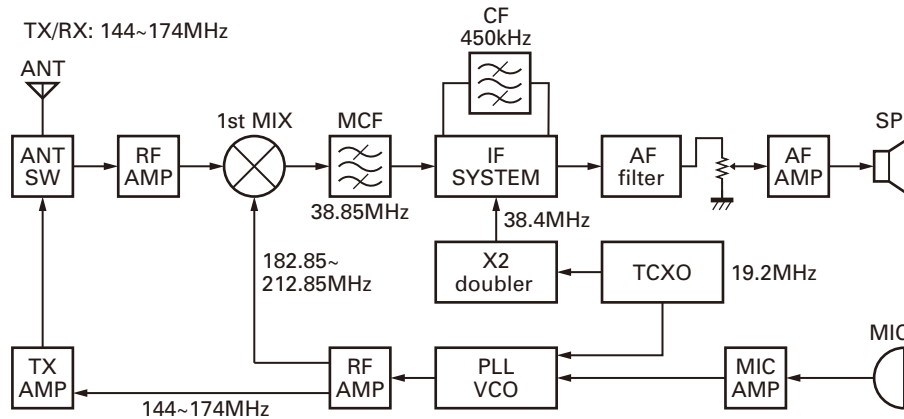 TX/RX: 144~174MHz
ANT
CF
450kHz
1st MIX
MCF
SP
ANT
SW
RF
AMP
IF
SYSTEM
AF
filter
AF
AMP
38.85MHz
38.4MHz
182.85~
212.85MHz
X2
doubler
TCXO
19.2MHz
MIC
TX
AMP
RF
AMP
PLL
VCO
MIC
AMP
144~174MHz